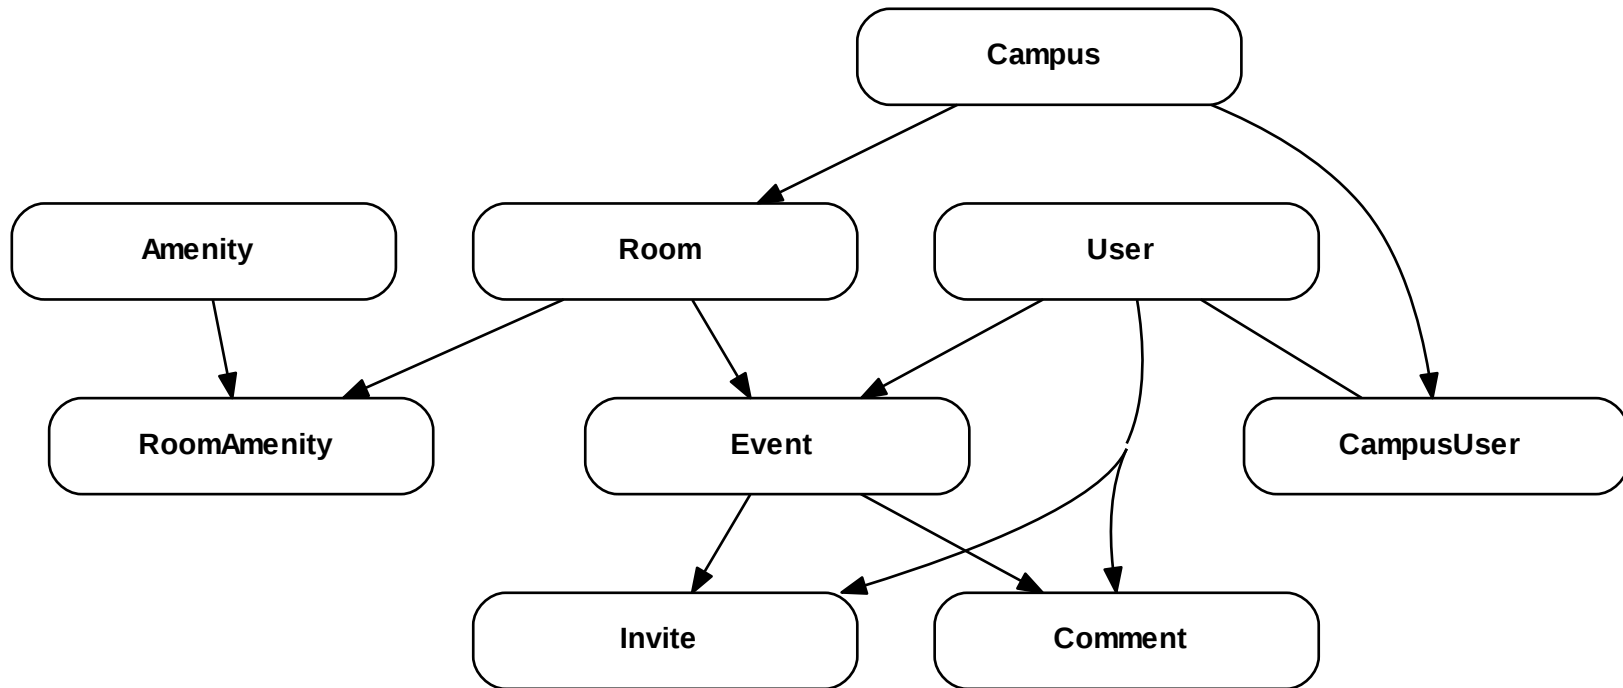 Campus
Amenity
Room
User
RoomAmenity
Event
CampusUser
Invite
Comment